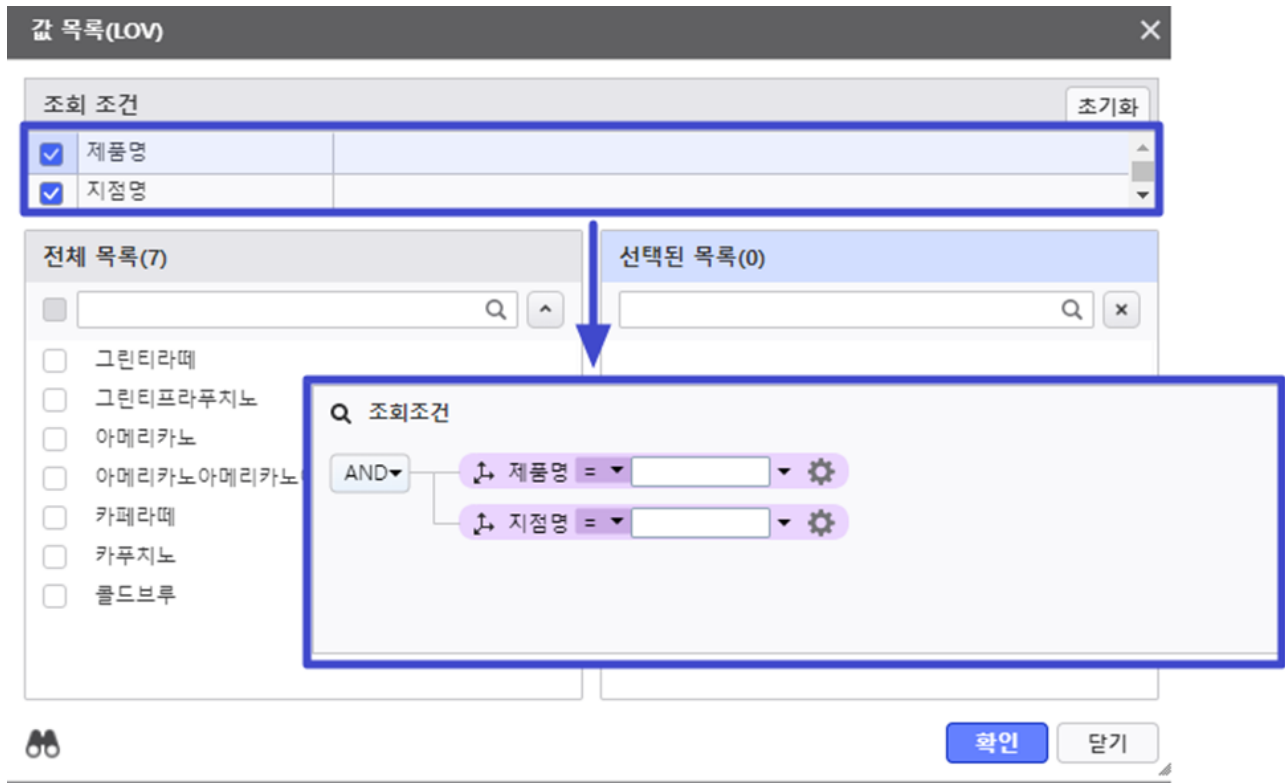 값 목록(LOV)
조회 조건
초기화
제품명
지점명
전체 목록(7)
선택된 목록(0)
그린티라떼
그린티프라푸치노
아메리카노
아메리카노아메리카노
카페라떼
카푸치노
콜드브루
조회조건
AND
제품명 =
지점명 =
확인
닫기